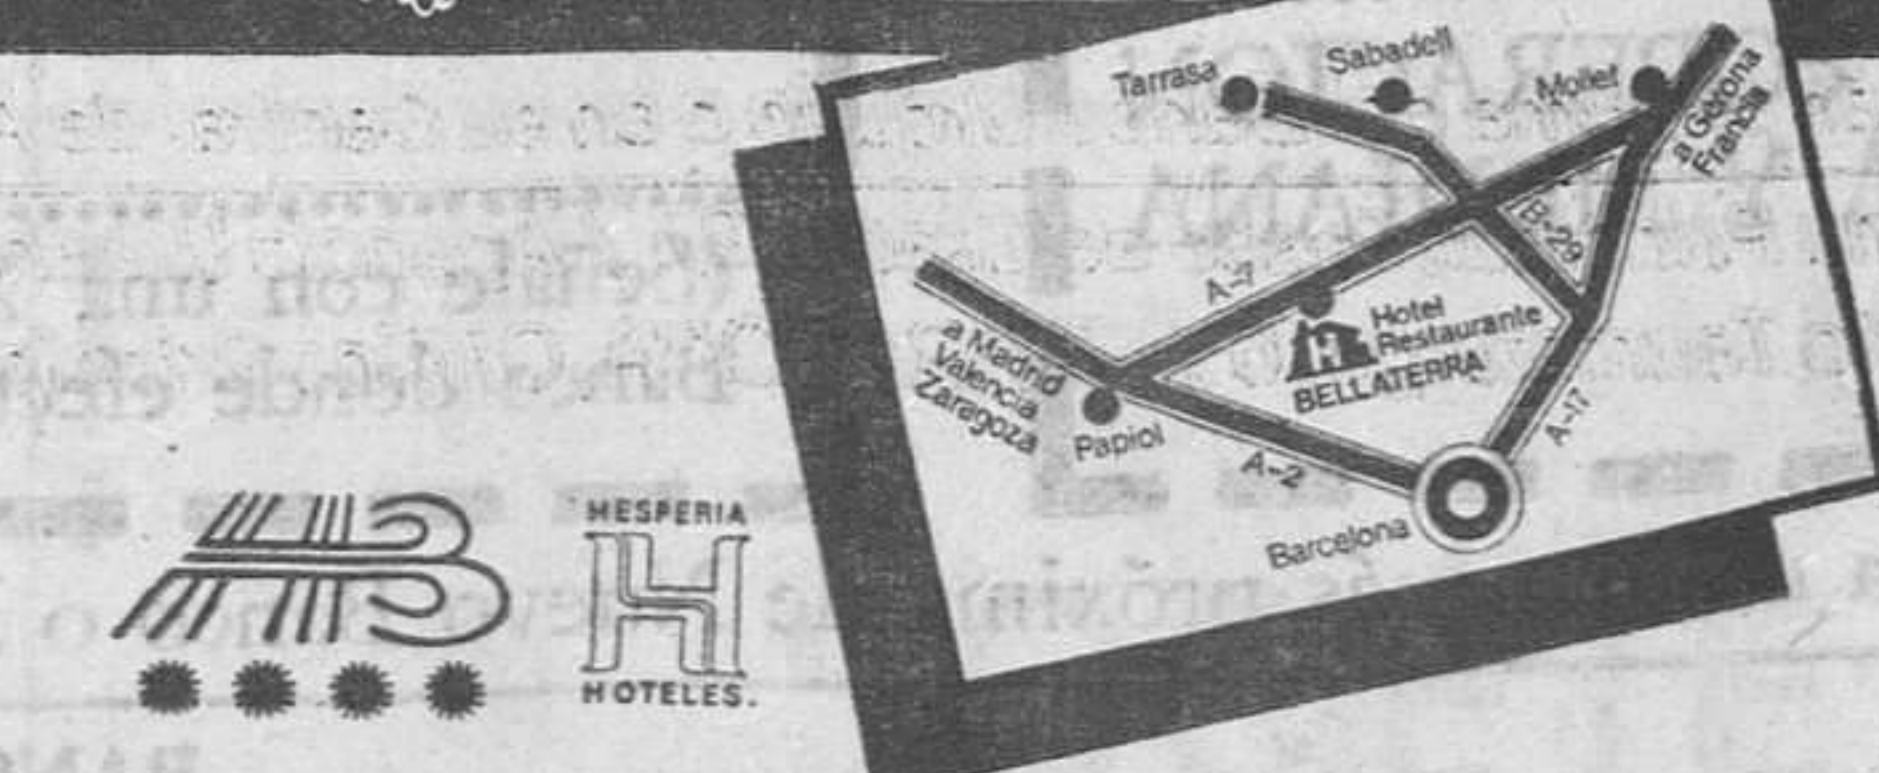 Tarrasa
Sabadell
Mollet
a Gerona
Francia
B-29
A-7
Hotel
Restaurante
BELLATERRA
H
a Madrid
Valencia
Zaragoza
Papiol
A-2
A-17
Barcelona
HB
HESPERIA
H
HOTELES.